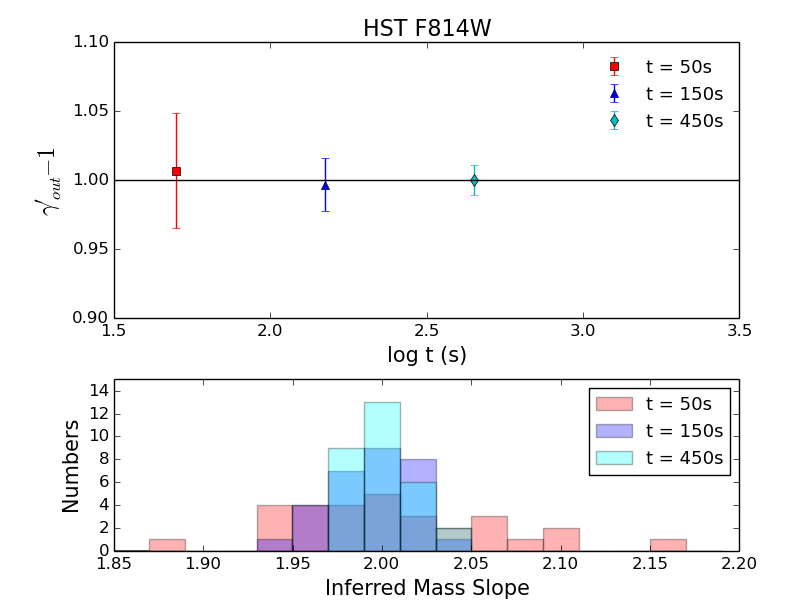 HST F814W
1.10
1.05
1.00
0.95
0.90
γ′out−1
t = 50s
t = 150s
t = 450s
1.5 2.0 2.5 3.0 3.5
log t (s)
14
12
10
8
6
4
2
0
Numbers
t = 50s
t = 150s
t = 450s
1.85 1.90 1.95 2.00 2.05 2.10 2.15 2.20
Inferred Mass Slope